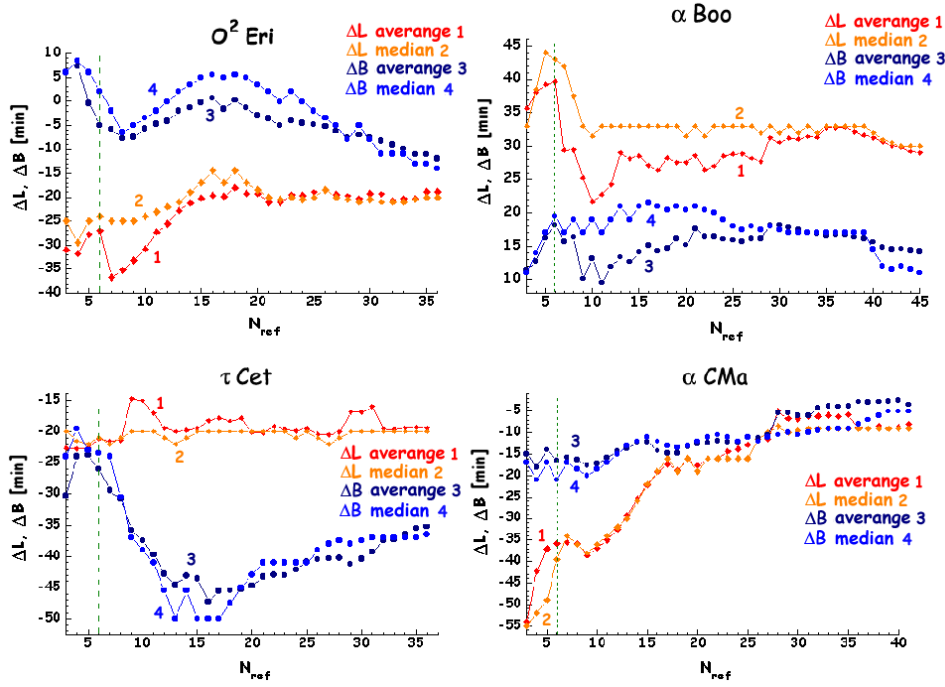 O² Eri
ΔL averange 1
ΔL median 2
ΔB averange 3
ΔB median 4
ΔL, ΔB [min]
10
5
0
-5
-10
-15
-20
-25
-30
-35
-40
4
3
2
1
5 10 15 20 25 30 35
N_ref
α Boo
ΔL averange 1
ΔL median 2
ΔB averange 3
ΔB median 4
ΔL, ΔB [min]
45
40
35
30
25
20
15
10
2
1
4
3
5 10 15 20 25 30 35 40 45
N_ref
τ Cet
ΔL averange 1
ΔL median 2
ΔB averange 3
ΔB median 4
ΔL, ΔB [min]
-15
-20
-25
-30
-35
-40
-45
-50
1
2
3
4
5 10 15 20 25 30 35
N_ref
α CMa
ΔL averange 1
ΔL median 2
ΔB averange 3
ΔB median 4
ΔL, ΔB [min]
-5
-10
-15
-20
-25
-30
-35
-40
-45
-50
-55
3
4
1
2
5 10 15 20 25 30 35 40
N_ref